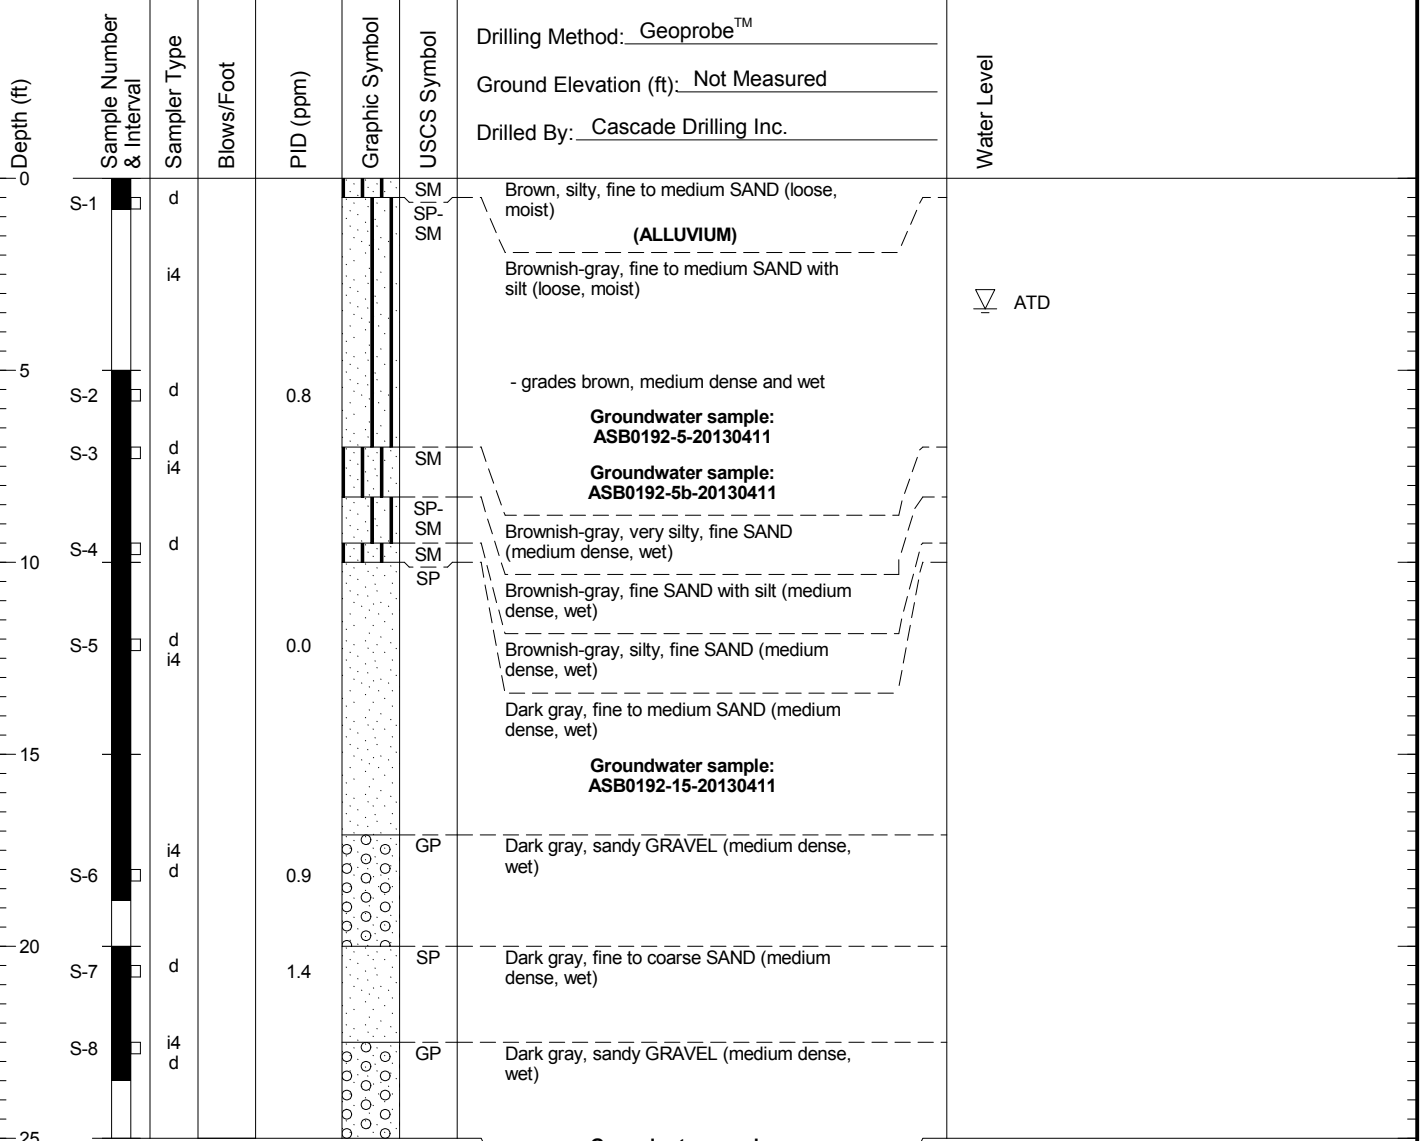 Depth (ft)
Sample Number
& Interval
Sampler Type
Blows/Foot
PID (ppm)
Graphic Symbol
USCS Symbol
Drilling Method: Geoprobe™
Ground Elevation (ft): Not Measured
Drilled By: Cascade Drilling Inc.
Water Level
0
S-1
d
SM
Brown, silty, fine to medium SAND (loose,
moist)
SP-
SM
(ALLUVIUM)
i4
Brownish-gray, fine to medium SAND with
silt (loose, moist)
ATD
5
- grades brown, medium dense and wet
S-2
d
0.8
Groundwater sample:
ASB0192-5-20130411
S-3
d
i4
SM
Groundwater sample:
ASB0192-5b-20130411
SP-
SM
Brownish-gray, very silty, fine SAND
(medium dense, wet)
S-4
d
SM
10
SP
Brownish-gray, fine SAND with silt (medium
dense, wet)
S-5
d
i4
0.0
Brownish-gray, silty, fine SAND (medium
dense, wet)
Dark gray, fine to medium SAND (medium
dense, wet)
15
Groundwater sample:
ASB0192-15-20130411
i4
GP
Dark gray, sandy GRAVEL (medium dense,
wet)
S-6
d
0.9
20
S-7
d
1.4
SP
Dark gray, fine to coarse SAND (medium
dense, wet)
S-8
i4
d
GP
Dark gray, sandy GRAVEL (medium dense,
wet)
25